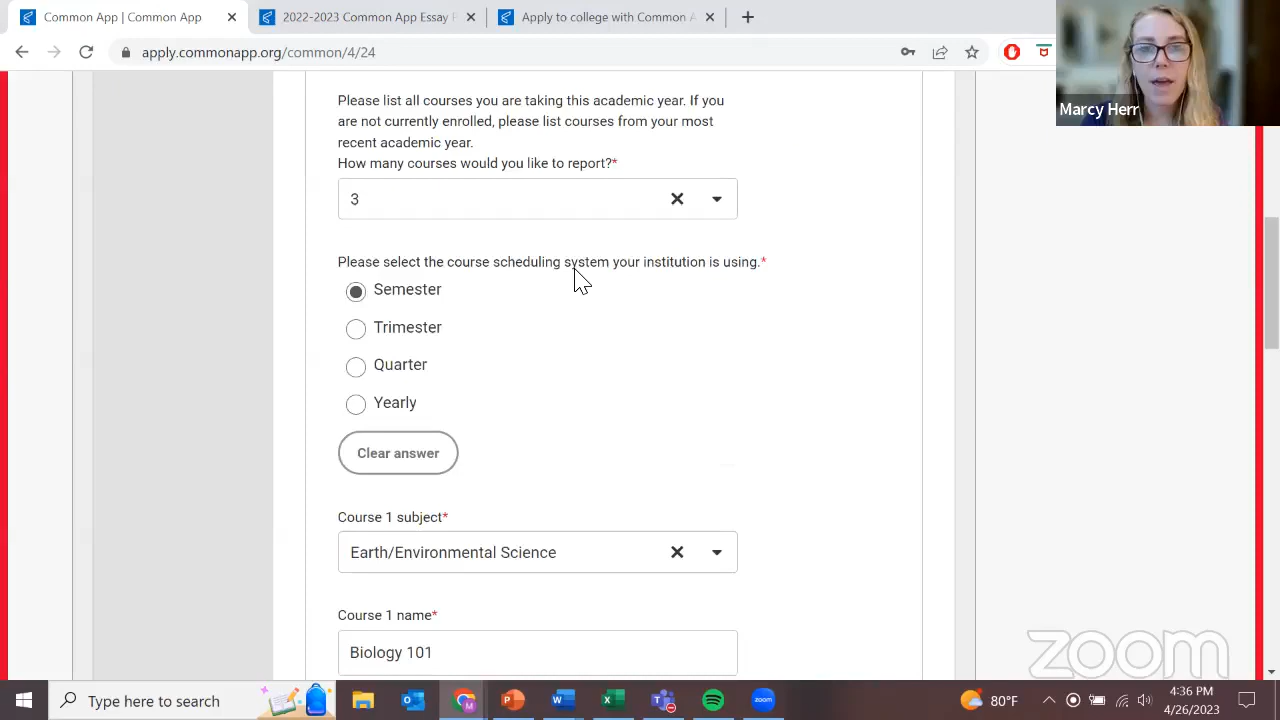 Common App | Common App
2022-2023 Common App Essay
Apply to college with Common A
apply.commonapp.org/common/4/24
Marcy Herr
Please list all courses you are taking this academic year. If you
are not currently enrolled, please list courses from your most
recent academic year.
How many courses would you like to report?*
3
Please select the course scheduling system your institution is using.*
Semester
Trimester
Quarter
Yearly
Clear answer
Course 1 subject*
Earth/Environmental Science
Course 1 name*
Biology 101
zoom
Type here to search
zoom
80°F
4:36 PM
4/26/2023